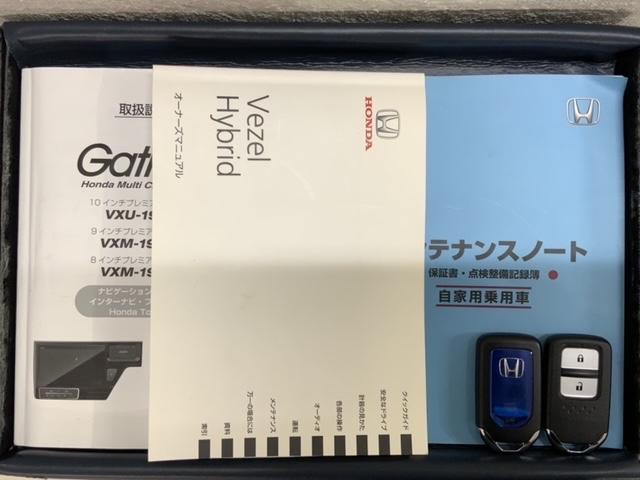 取扱説
Gath
Honda Multi C
10インチプレミア
VXU-19
9インチプレミア
VXM-19
8インチプレミア
VXM-19
ナビゲーション
インターナビ・フ
Honda To
Vezel
Hybrid
オーナーズマニュアル
HONDA
クイックガイド
安全なドライブ
計器の見かた
各部の操作
オーディオ
運転
メンテナンス
万一の場合には
資料
索引
テナンスノート
保証書・点検整備記録簿
自家用乗用車